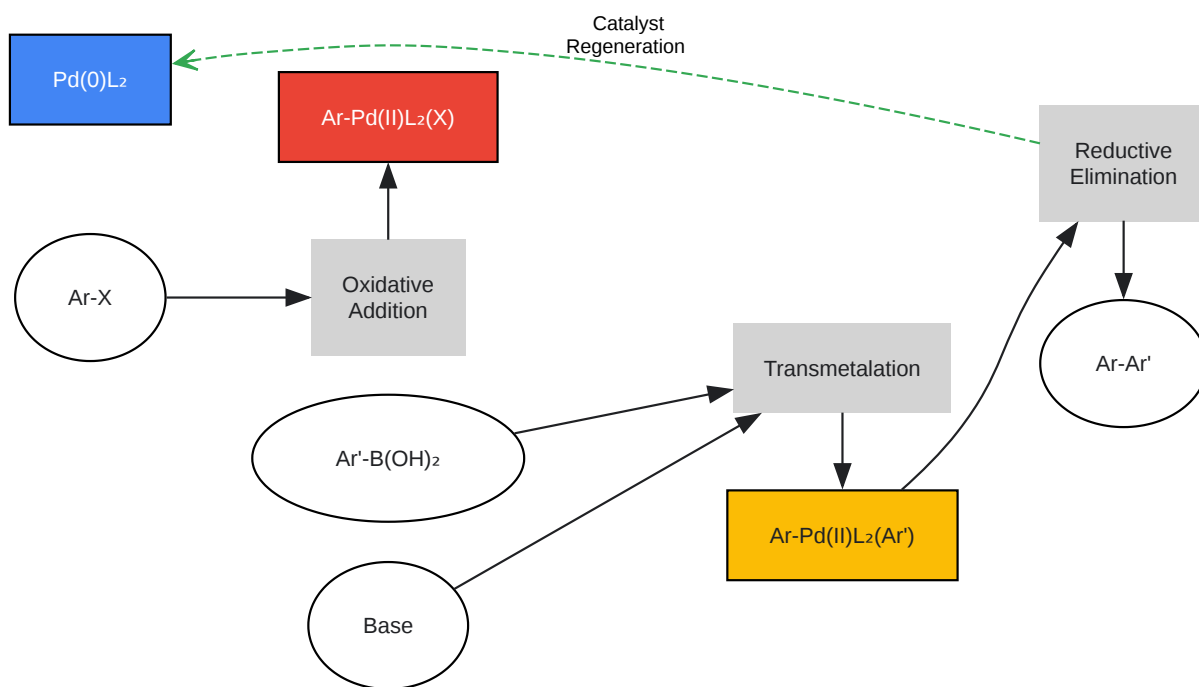 Catalyst
Regeneration
Pd(0)L₂
Ar-Pd(II)L₂(X)
Reductive
Elimination
Ar-X
Oxidative
Addition
Transmetalation
Ar-Ar'
Ar'-B(OH)₂
Ar-Pd(II)L₂(Ar')
Base